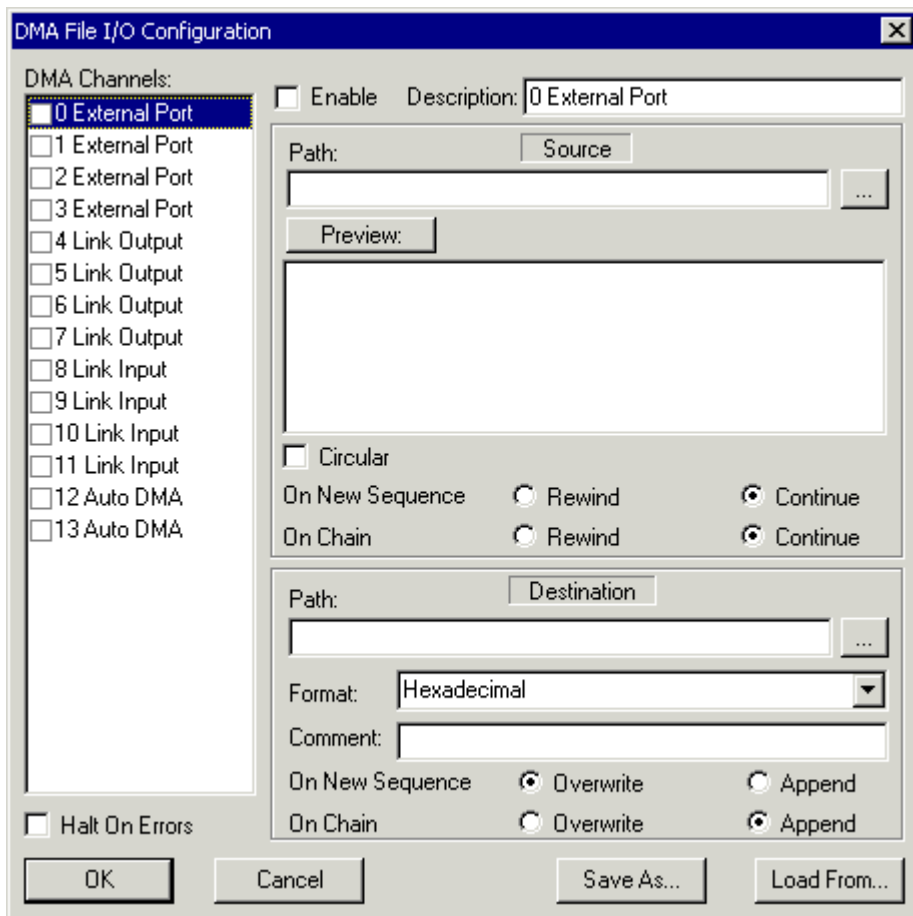 DMA File I/O Configuration
DMA Channels:
0 External Port
1 External Port
2 External Port
3 External Port
4 Link Output
5 Link Output
6 Link Output
7 Link Output
8 Link Input
9 Link Input
10 Link Input
11 Link Input
12 Auto DMA
13 Auto DMA
Halt On Errors
Enable Description: 0 External Port
Source
Path:
...
Preview:
Circular
On New Sequence Rewind Continue
On Chain Rewind Continue
Destination
Path:
...
Format: Hexadecimal
Comment:
On New Sequence Overwrite Append
On Chain Overwrite Append
OK Cancel Save As... Load From...